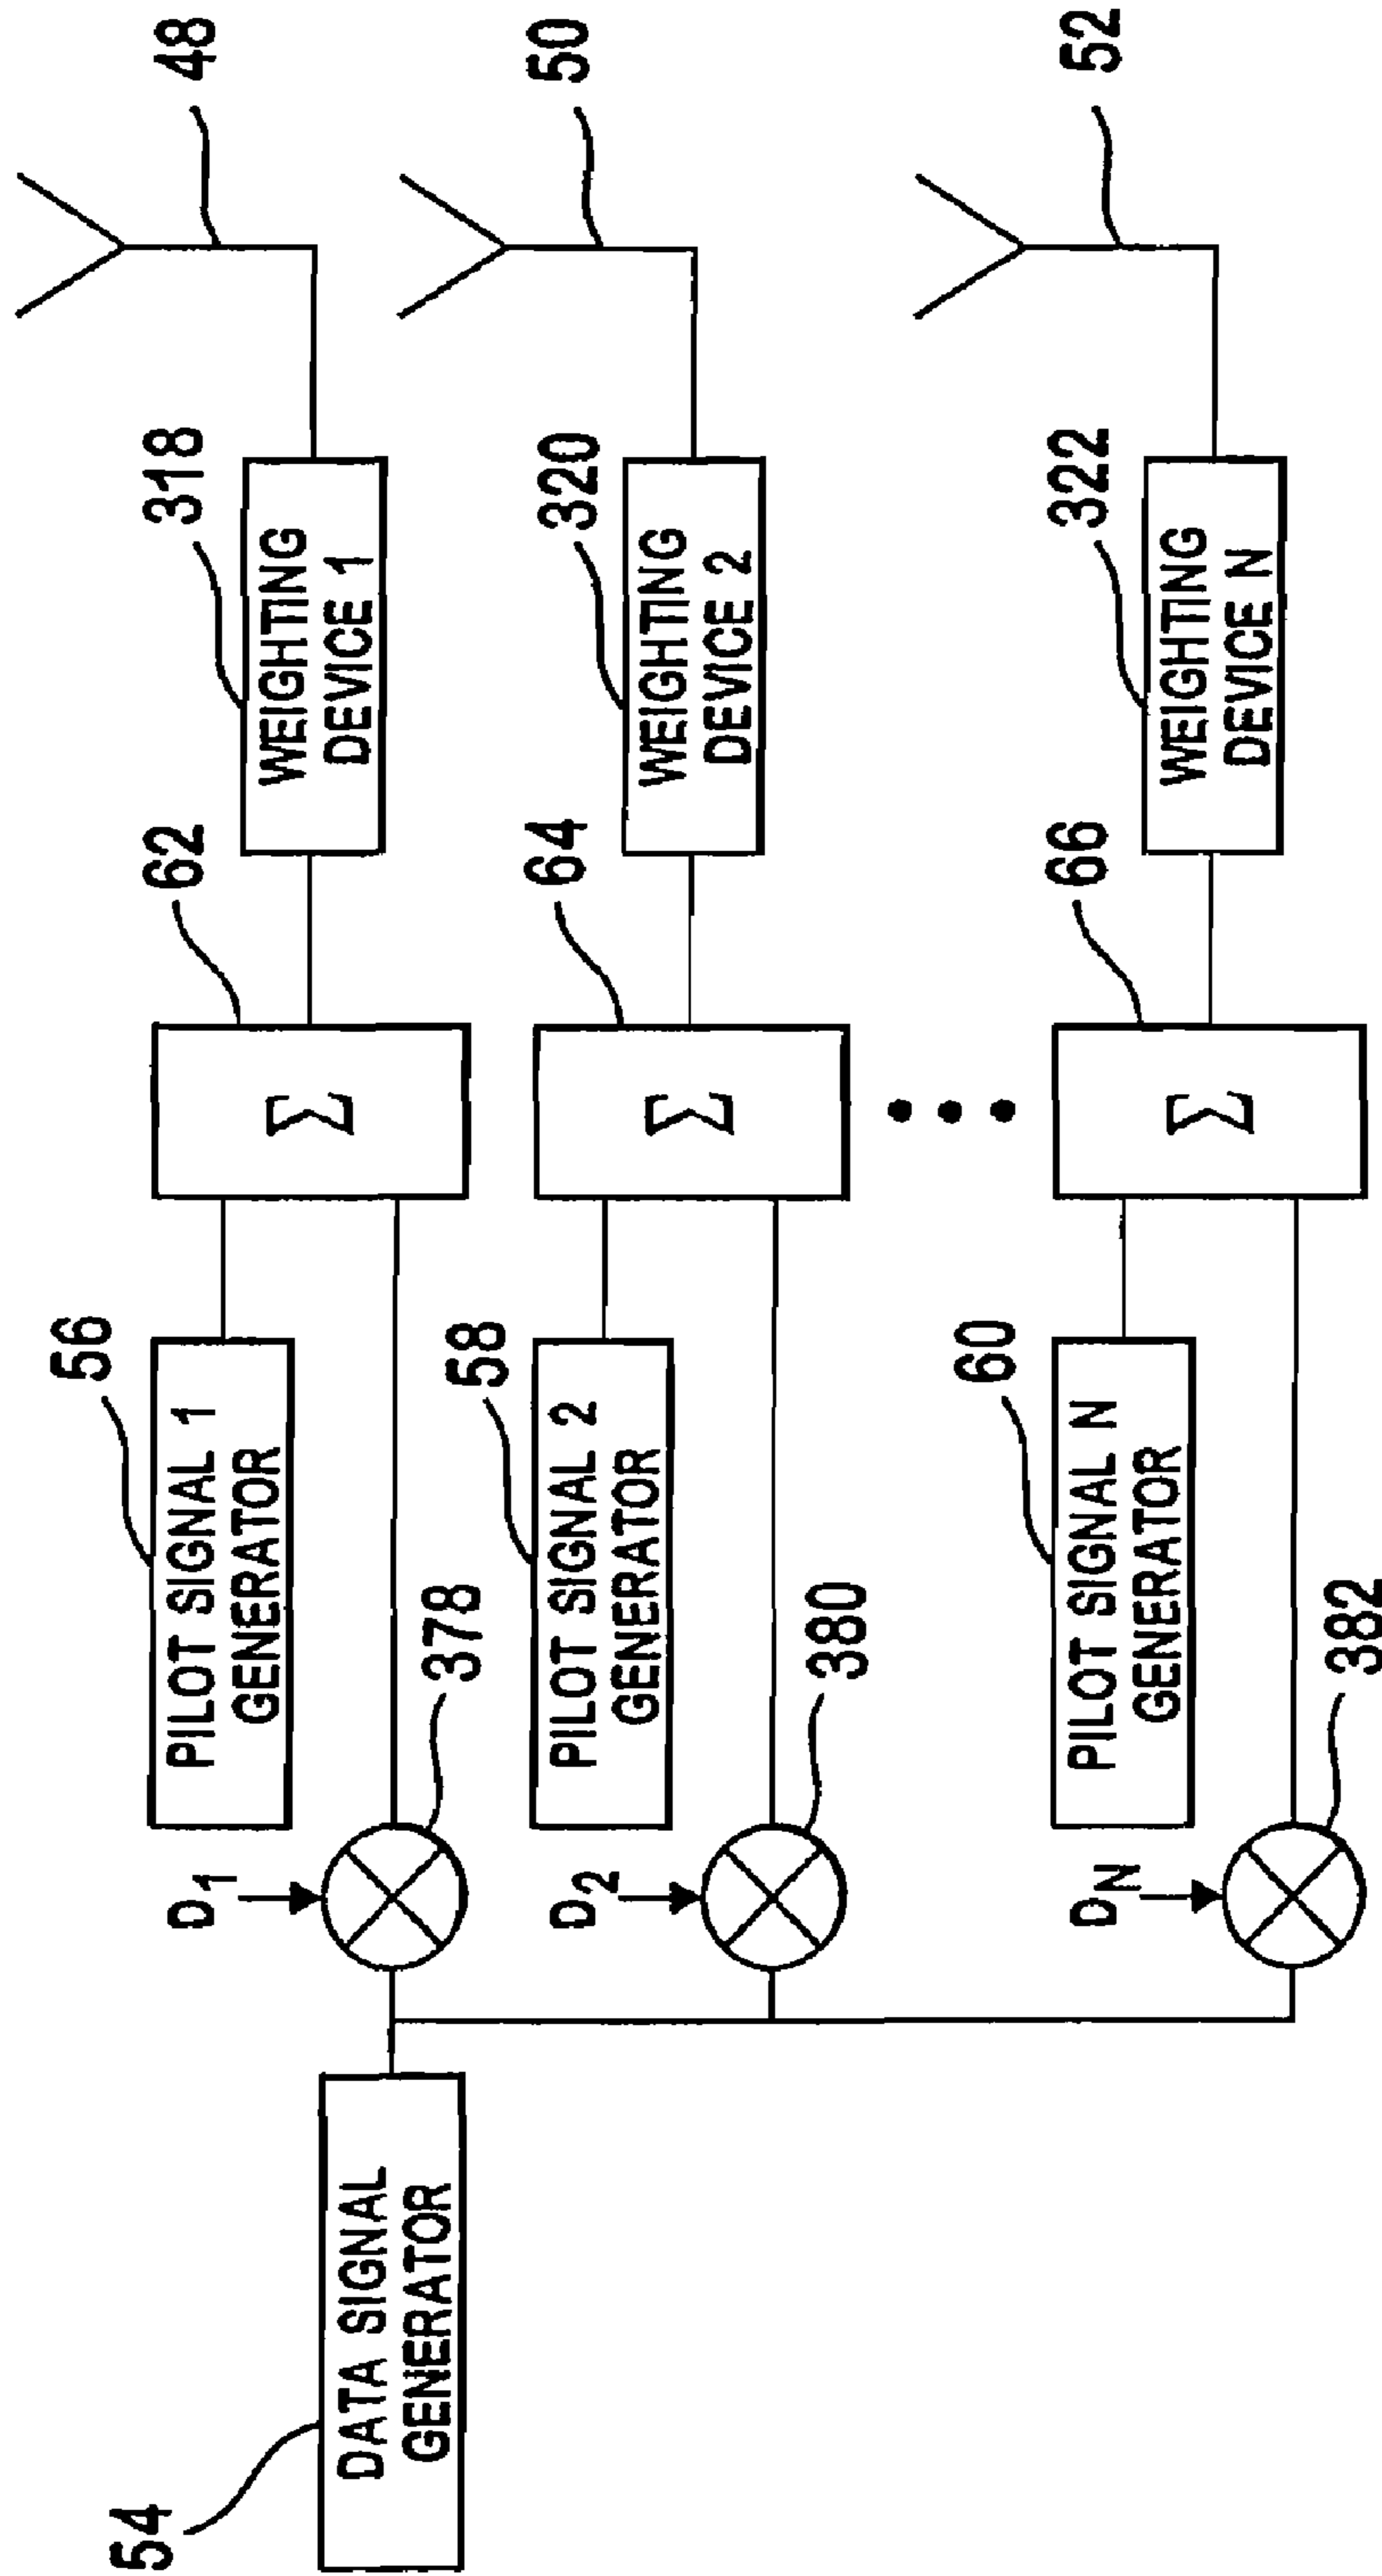 48
318
62
56
WEIGHTING
DEVICE 1
Σ
PILOT SIGNAL 1
GENERATOR
D1
378
54
DATA SIGNAL
GENERATOR
50
320
64
58
WEIGHTING
DEVICE 2
Σ
PILOT SIGNAL 2
GENERATOR
D2
380
52
322
66
60
WEIGHTING
DEVICE N
Σ
PILOT SIGNAL N
GENERATOR
DN
382